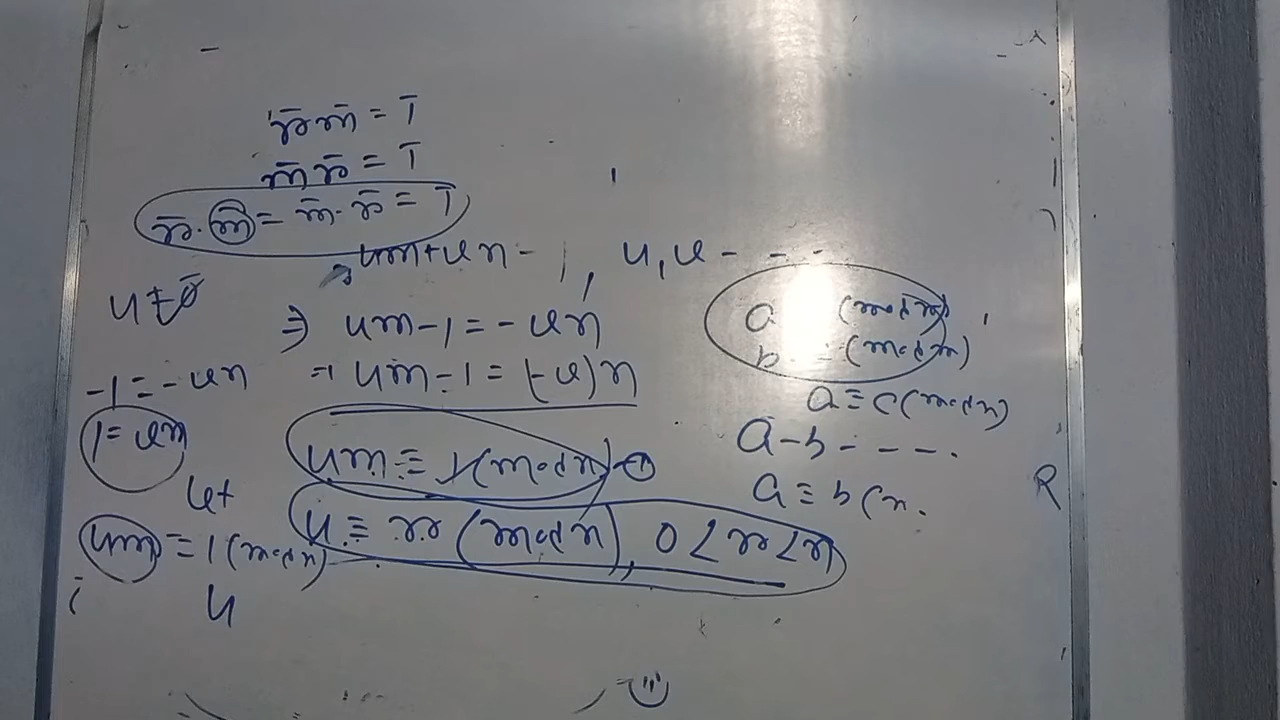 r̄ m̄ = 1̄
m̄ r̄ = 1̄
r̄ · m̄ = m̄ · r̄ = 1̄
um + vn = 1, u, v - - -
u ≠ 0
⇒ um - 1 = - vn
-1 = - vn
⇒ um - 1 = (-v) n
1 = vn
um ≡ 1 (mod n) - ①
Let
u ≡ r (mod n), 0 < r < n
um ≡ 1 (mod n)
u
a (mod n),
b ≡ (mod n)
a ≡ c (mod n)
a - b - - - .
a ≡ b (n.
R